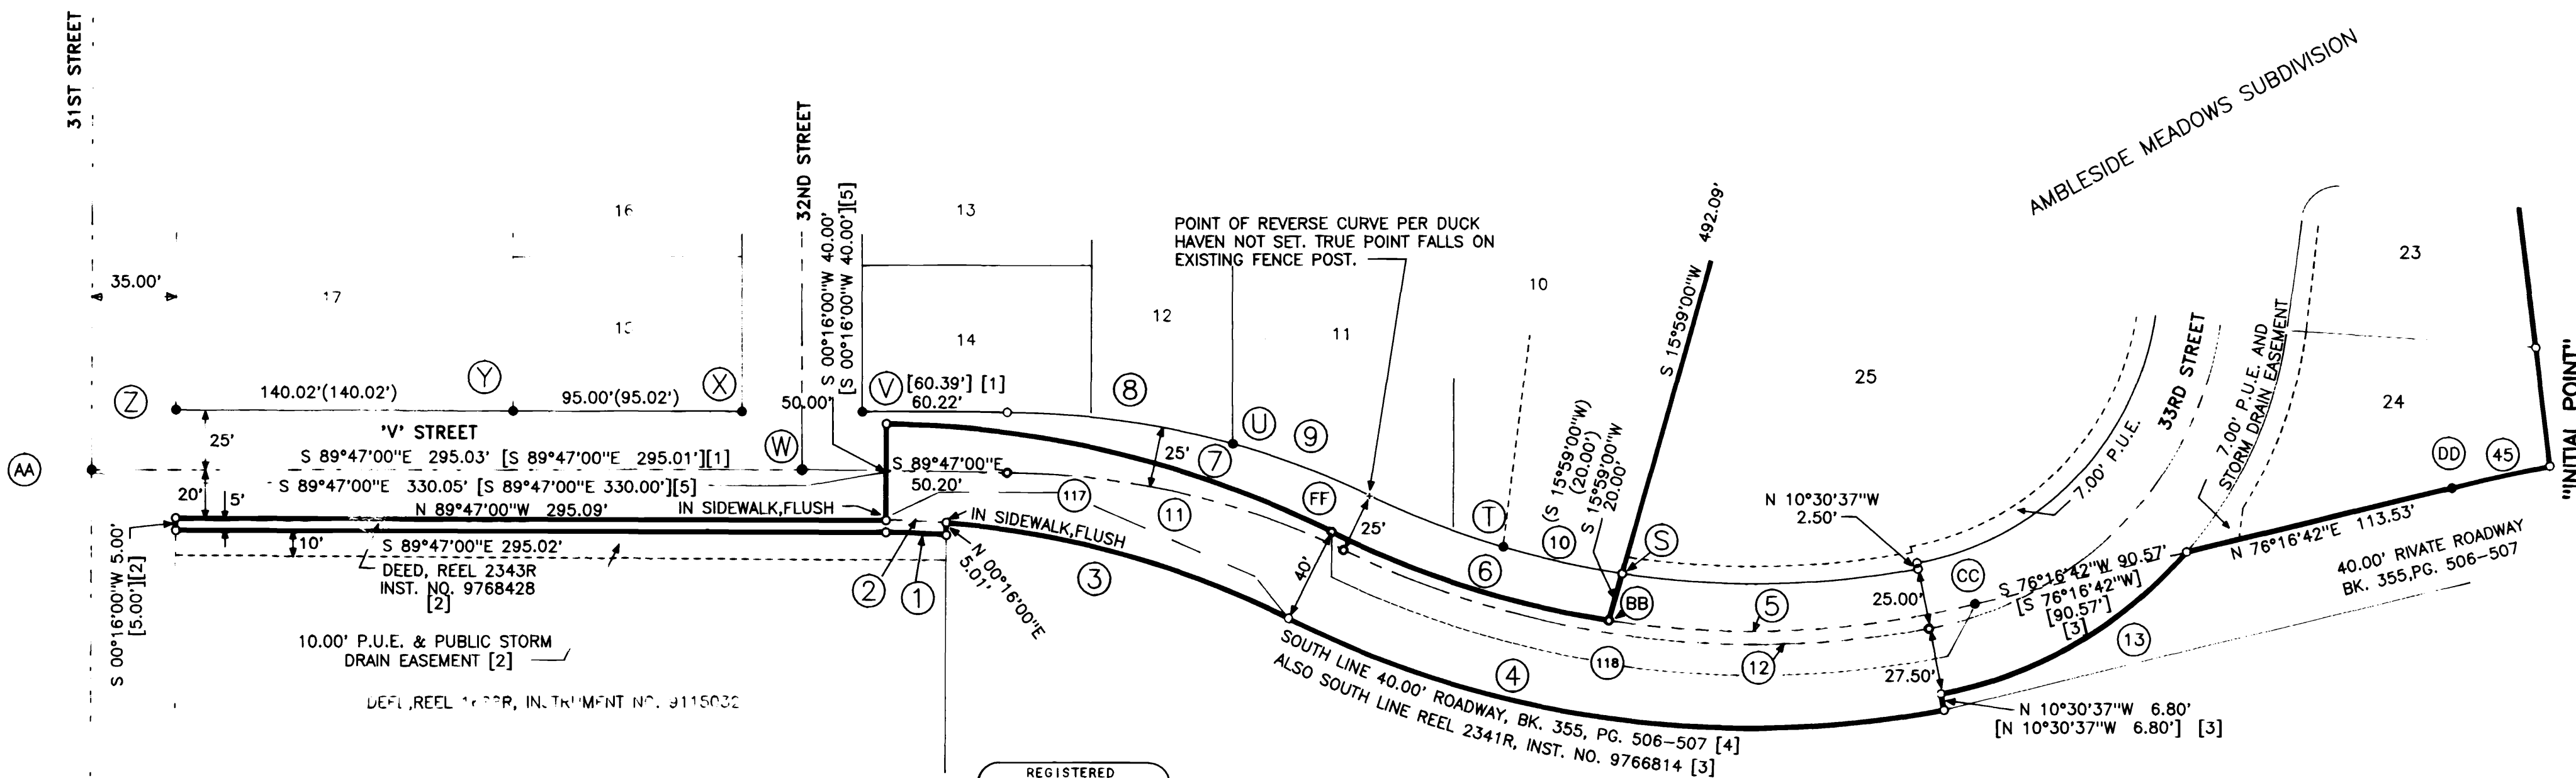 31ST STREET
35.00'
17
16
13
32ND STREET
S 00°16'00"W 40.00'
[S 00°16'00"W 40.00'][5]
13
14
12
11
10
POINT OF REVERSE CURVE PER DUCK
HAVEN NOT SET. TRUE POINT FALLS ON
EXISTING FENCE POST.
S 15°59'00"W 492.09'
AMBLESIDE MEADOWS SUBDIVISION
25
23
24
33RD STREET
7.00' P.U.E. AND
STORM DRAIN EASEMENT
7.00' P.U.E.
"INITIAL POINT"
Z
140.02'(140.02')
Y
95.00'(95.02')
X
50.00'
V
[60.39'] [1]
60.22'
8
U
9
7
25'
FF
25'
T
10
(S 15°59'00"W)
(20.00')
S 15°59'00"W
20.00'
S
BB
6
5
12
N 10°30'37"W
2.50'
CC
DD
45
AA
25'
'V' STREET
S 89°47'00"E 295.03' [S 89°47'00"E 295.01'][1]
W
S 89°47'00"E
50.20'
20'
5'
S 89°47'00"E 330.05' [S 89°47'00"E 330.00'][5]
N 89°47'00"W 295.09'
IN SIDEWALK,FLUSH
117
11
IN SIDEWALK,FLUSH
10'
S 89°47'00"E 295.02'
S 00°16'00"W 5.00'
[5.00'][2]
DEED, REEL 2343R
INST. NO. 9768428
[2]
2
1
N 00°16'00"E
5.01'
3
40'
10.00' P.U.E. & PUBLIC STORM
DRAIN EASEMENT [2]
INSTRUMENT NO. 9115032
118
4
SOUTH LINE 40.00' ROADWAY, BK. 355, PG. 506-507 [4]
ALSO SOUTH LINE REEL 2341R, INST. NO. 9766814 [3]
25.00'
27.50'
S 76°16'42"W 90.57'
[S 76°16'42"W]
[90.57']
[3]
13
N 76°16'42"E 113.53'
40.00' RIVATE ROADWAY
BK. 355,PG. 506-507
N 10°30'37"W 6.80'
[N 10°30'37"W 6.80'] [3]
REGISTERED